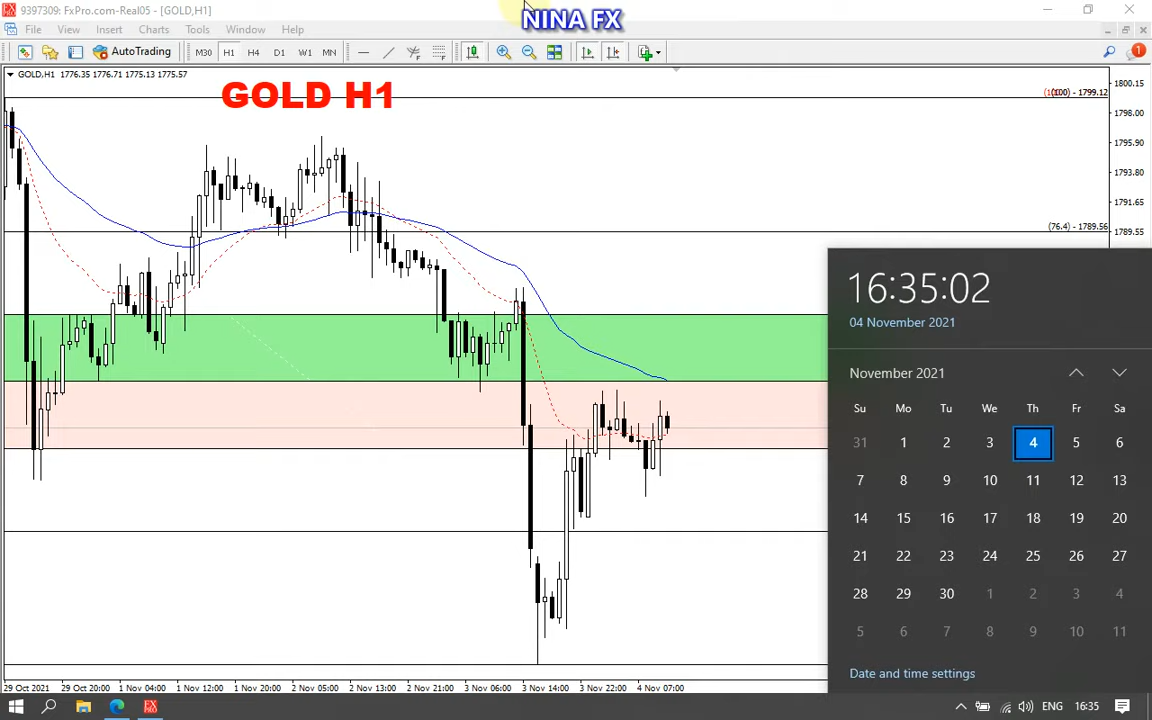 9397309: FxPro.com-Real05 - [GOLD,H1]
NINA FX
File View Insert Charts Tools Window Help
AutoTrading M30 H1 H4 D1 W1 MN
1
GOLD,H1 1776.35 1776.71 1775.13 1775.57
GOLD H1
1800.15
(100) - 1799.12
1798.00
1795.90
1793.80
1791.65
(76.4) - 1789.56
1789.55
16:35:02
04 November 2021
November 2021
Su Mo Tu We Th Fr Sa
31 1 2 3 4 5 6
7 8 9 10 11 12 13
14 15 16 17 18 19 20
21 22 23 24 25 26 27
28 29 30 1 2 3 4
5 6 7 8 9 10 11
Date and time settings
29 Oct 2021 29 Oct 20:00 1 Nov 04:00 1 Nov 12:00 1 Nov 20:00 2 Nov 05:00 2 Nov 13:00 2 Nov 21:00 3 Nov 06:00 3 Nov 14:00 3 Nov 22:00 4 Nov 07:00
FX PRO ENG 16:35